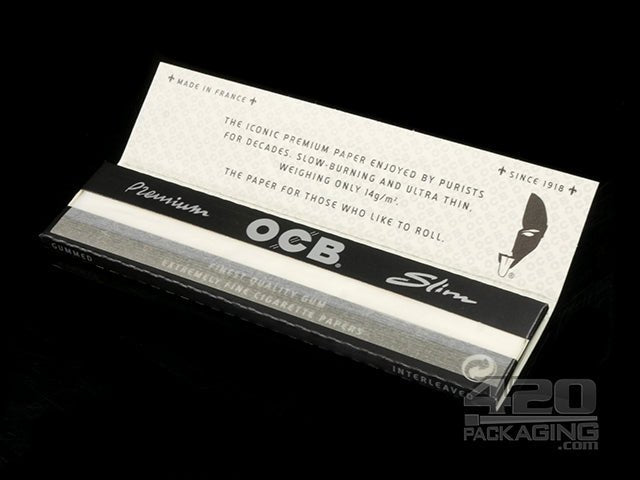 + MADE IN FRANCE +
THE ICONIC PREMIUM PAPER ENJOYED BY PURISTS
FOR DECADES. SLOW-BURNING AND ULTRA THIN,
WEIGHING ONLY 14g/m².
THE PAPER FOR THOSE WHO LIKE TO ROLL.
+ SINCE 1918 +
®
Premium
OCB®
Slim
FINEST QUALITY GUM
EXTREMELY FINE CIGARETTE PAPERS
GUMMED
INTERLEAVED
420
PACKAGING.com